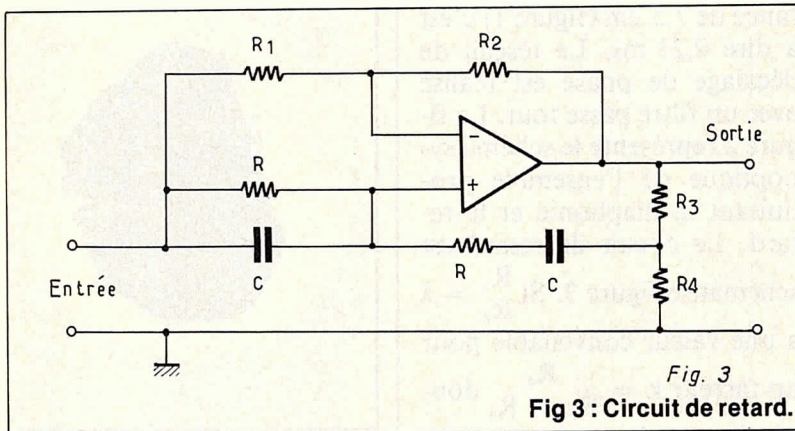 R1
R2
−
+
Sortie
R
R3
C
R
C
R4
Entrée
Fig. 3
Fig 3 : Circuit de retard.